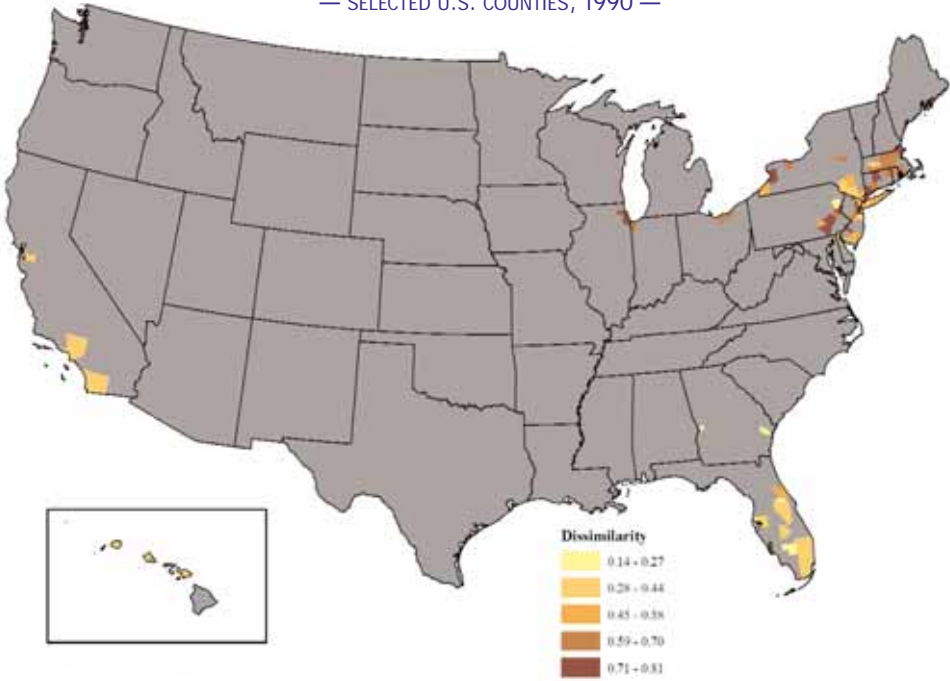 — SELECTED U.S. COUNTIES, 1990 —
Dissimilarity
0.14 - 0.27
0.28 - 0.44
0.45 - 0.58
0.59 - 0.70
0.71 - 0.81